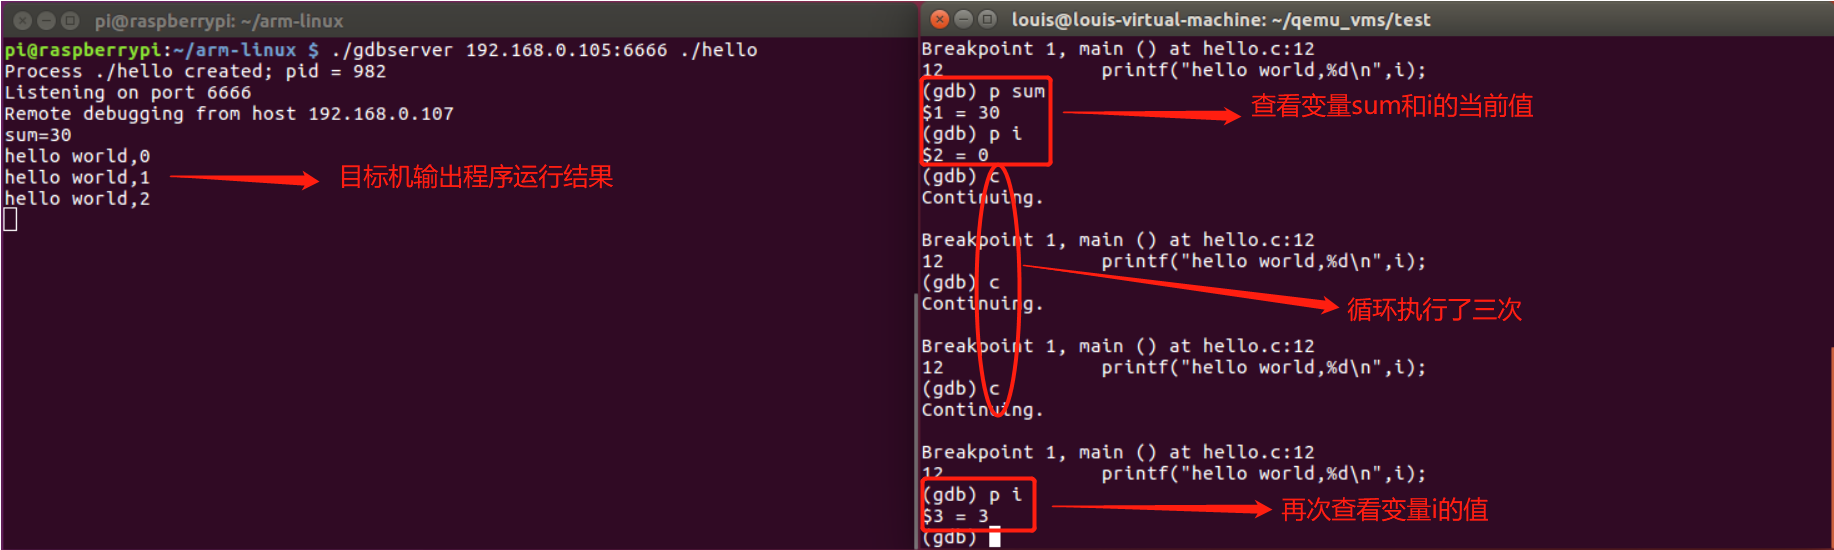 pi@raspberrypi: ~/arm-linux
pi@raspberrypi:~/arm-linux $ ./gdbserver 192.168.0.105:6666 ./hello
Process ./hello created; pid = 982
Listening on port 6666
Remote debugging from host 192.168.0.107
sum=30
hello world,0
hello world,1
hello world,2
目标机输出程序运行结果
louis@louis-virtual-machine: ~/qemu_vms/test
Breakpoint 1, main () at hello.c:12
12 printf("hello world,%d\n",i);
(gdb) p sum
$1 = 30
(gdb) p i
$2 = 0
(gdb) c
Continuing.
Breakpoint 1, main () at hello.c:12
12 printf("hello world,%d\n",i);
(gdb) c
Continuing.
Breakpoint 1, main () at hello.c:12
12 printf("hello world,%d\n",i);
(gdb) c
Continuing.
Breakpoint 1, main () at hello.c:12
12 printf("hello world,%d\n",i);
(gdb) p i
$3 = 3
(gdb)
查看变量sum和i的当前值
循环执行了三次
再次查看变量i的值